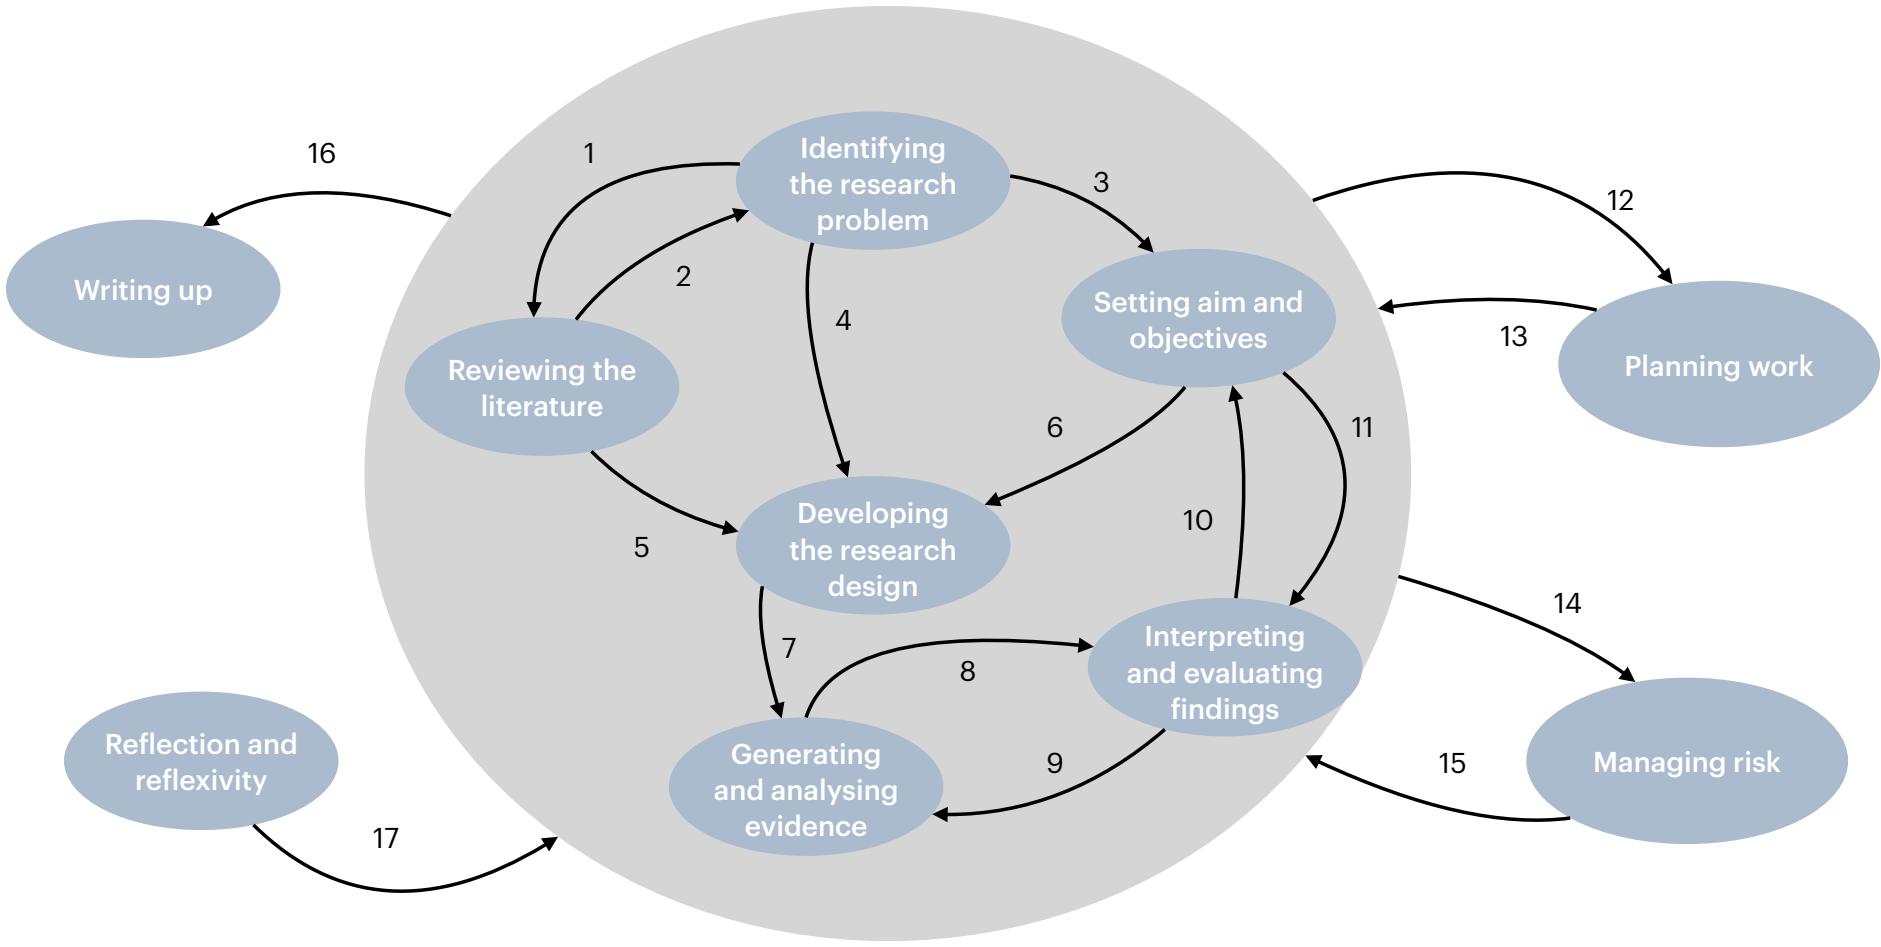 16
1
Identifying
the research
problem
3
12
Writing up
2
4
Setting aim and
objectives
13
Planning work
Reviewing the
literature
6
11
5
Developing
the research
design
10
14
7
8
Interpreting
and evaluating
findings
Reflection and
reflexivity
Generating
and analysing
evidence
9
15
Managing risk
17